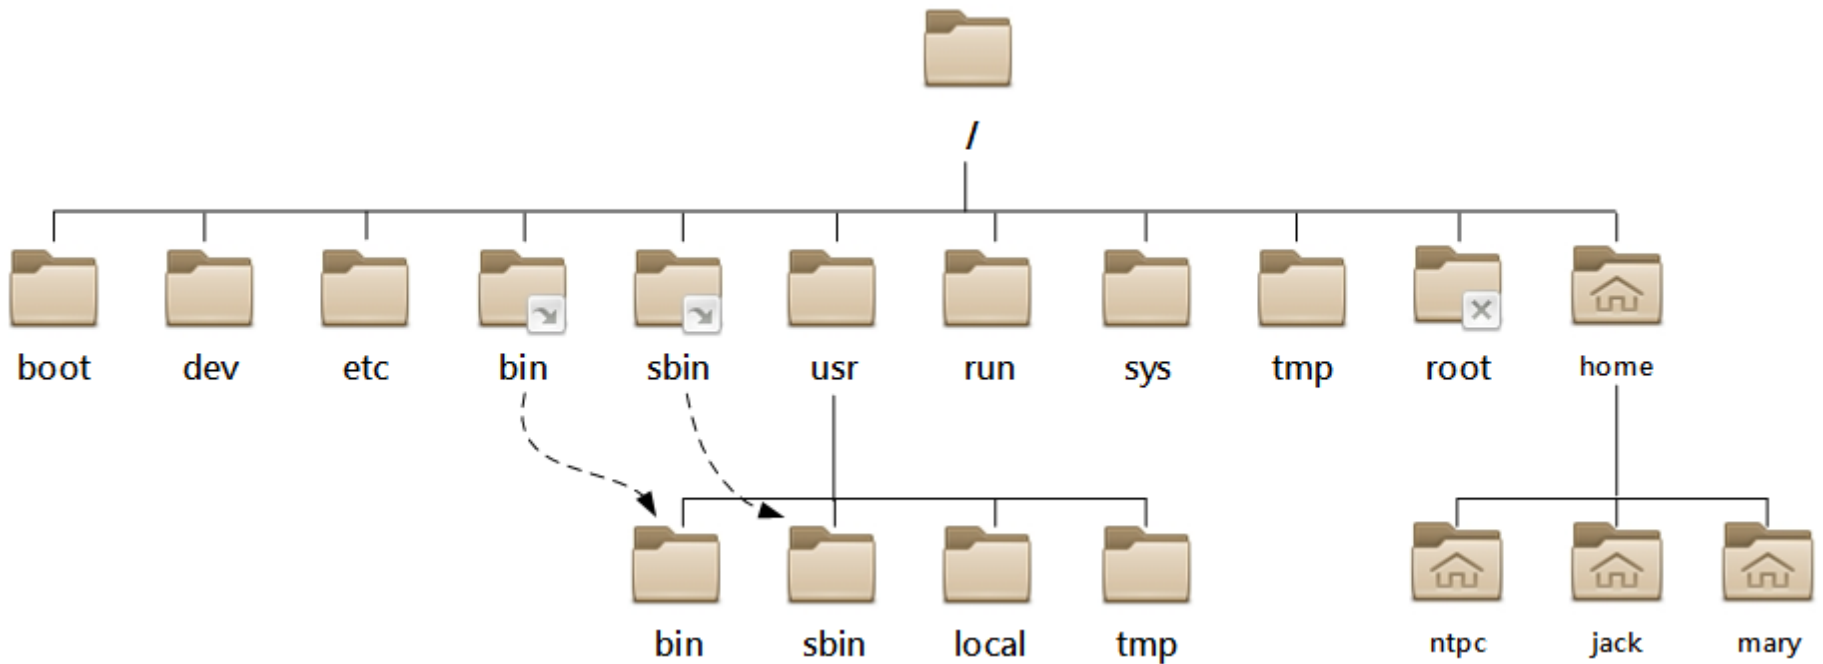 /
boot dev etc bin sbin usr run sys tmp root home
bin sbin local tmp ntpc jack mary